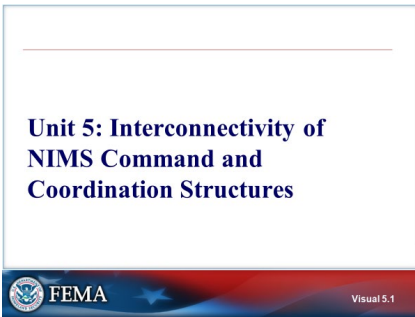 Unit 5: Interconnectivity of
NIMS Command and
Coordination Structures
FEMA
Visual 5.1